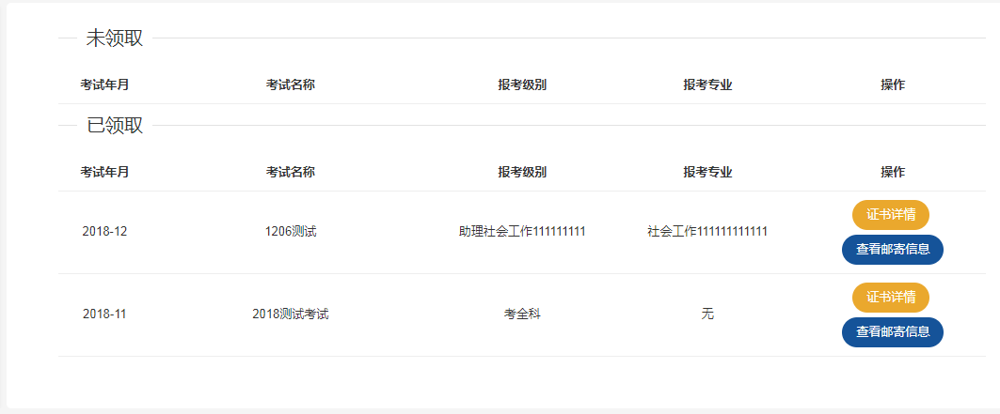 未领取
考试年月 考试名称 报考级别 报考专业 操作
已领取
考试年月 考试名称 报考级别 报考专业 操作
证书详情
2018-12 1206测试 助理社会工作111111111 社会工作111111111111
查看邮寄信息
证书详情
2018-11 2018测试考试 考全科 无
查看邮寄信息